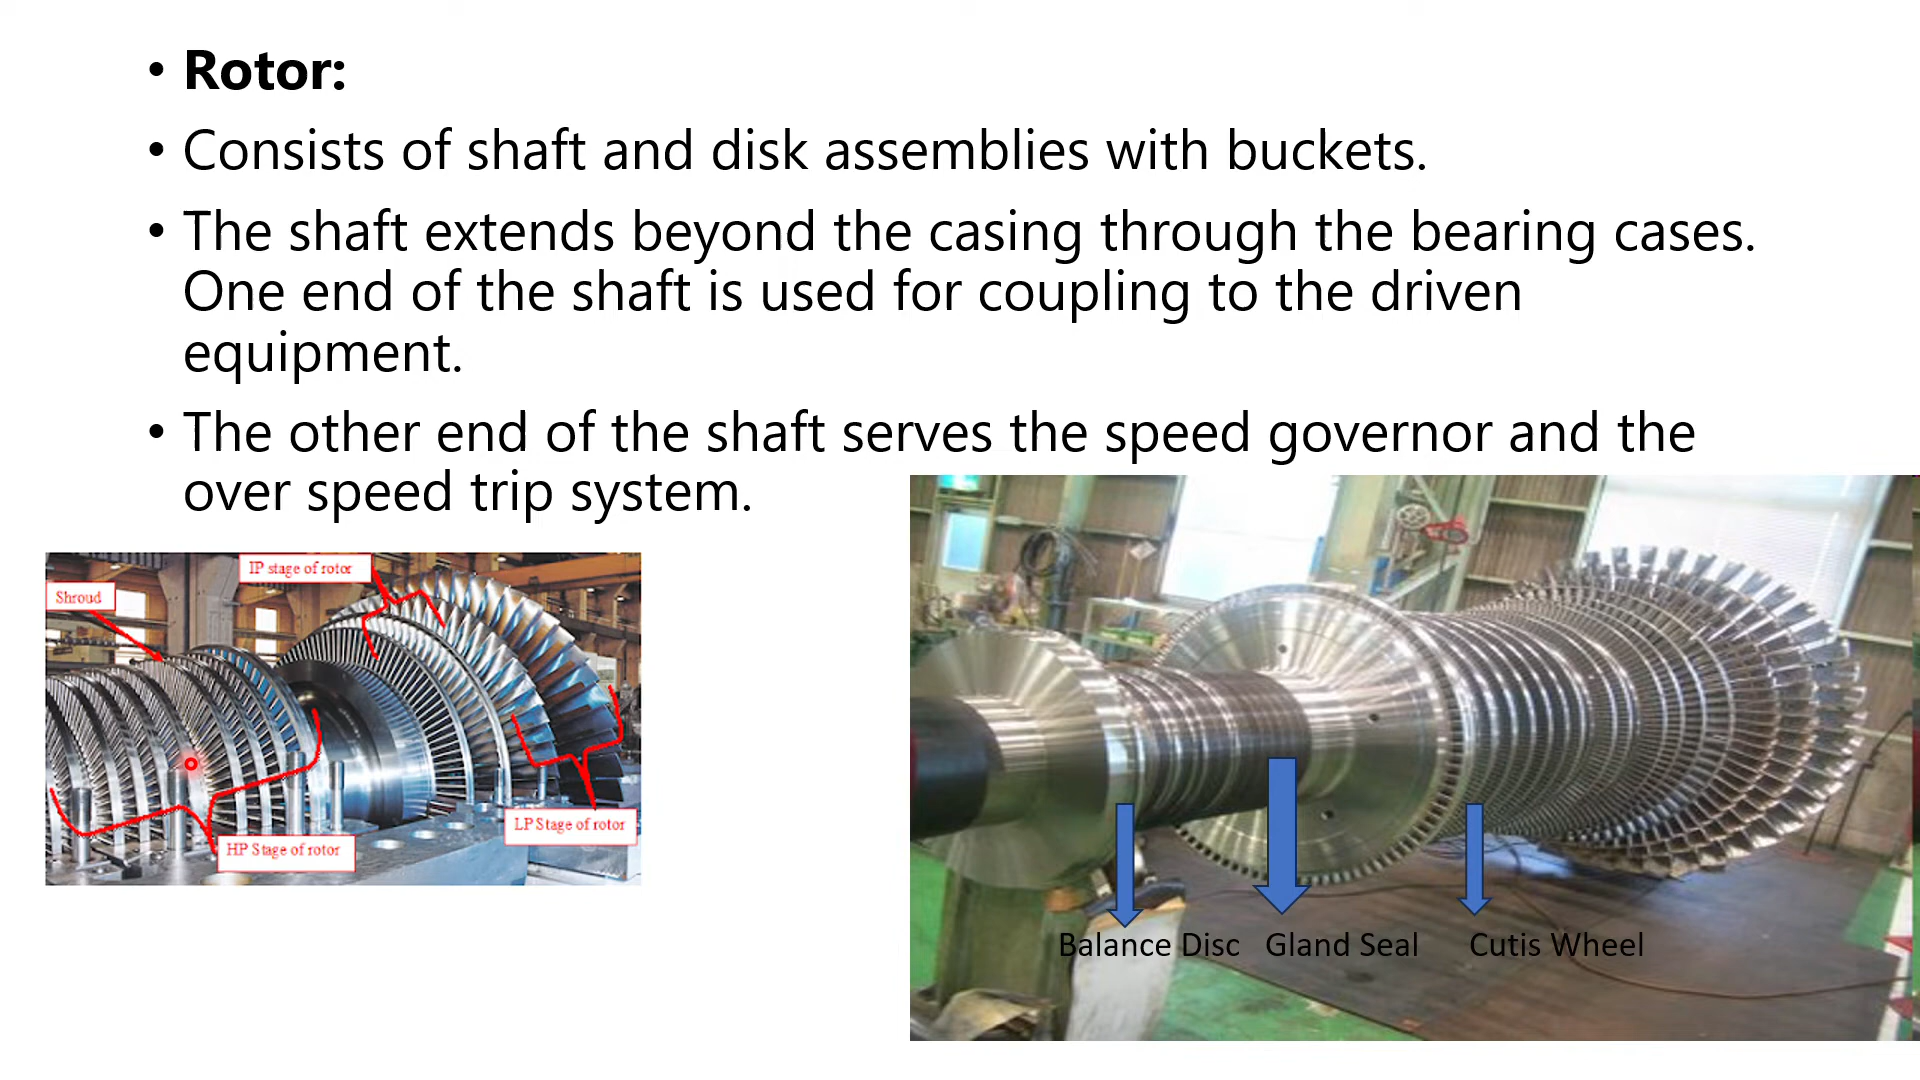 • Rotor:
• Consists of shaft and disk assemblies with buckets.
• The shaft extends beyond the casing through the bearing cases.
One end of the shaft is used for coupling to the driven
equipment.
• The other end of the shaft serves the speed governor and the
over speed trip system.
IP stage of rotor
Shroud
LP Stage of rotor
HP Stage of rotor
Balance Disc Gland Seal Cutis Wheel